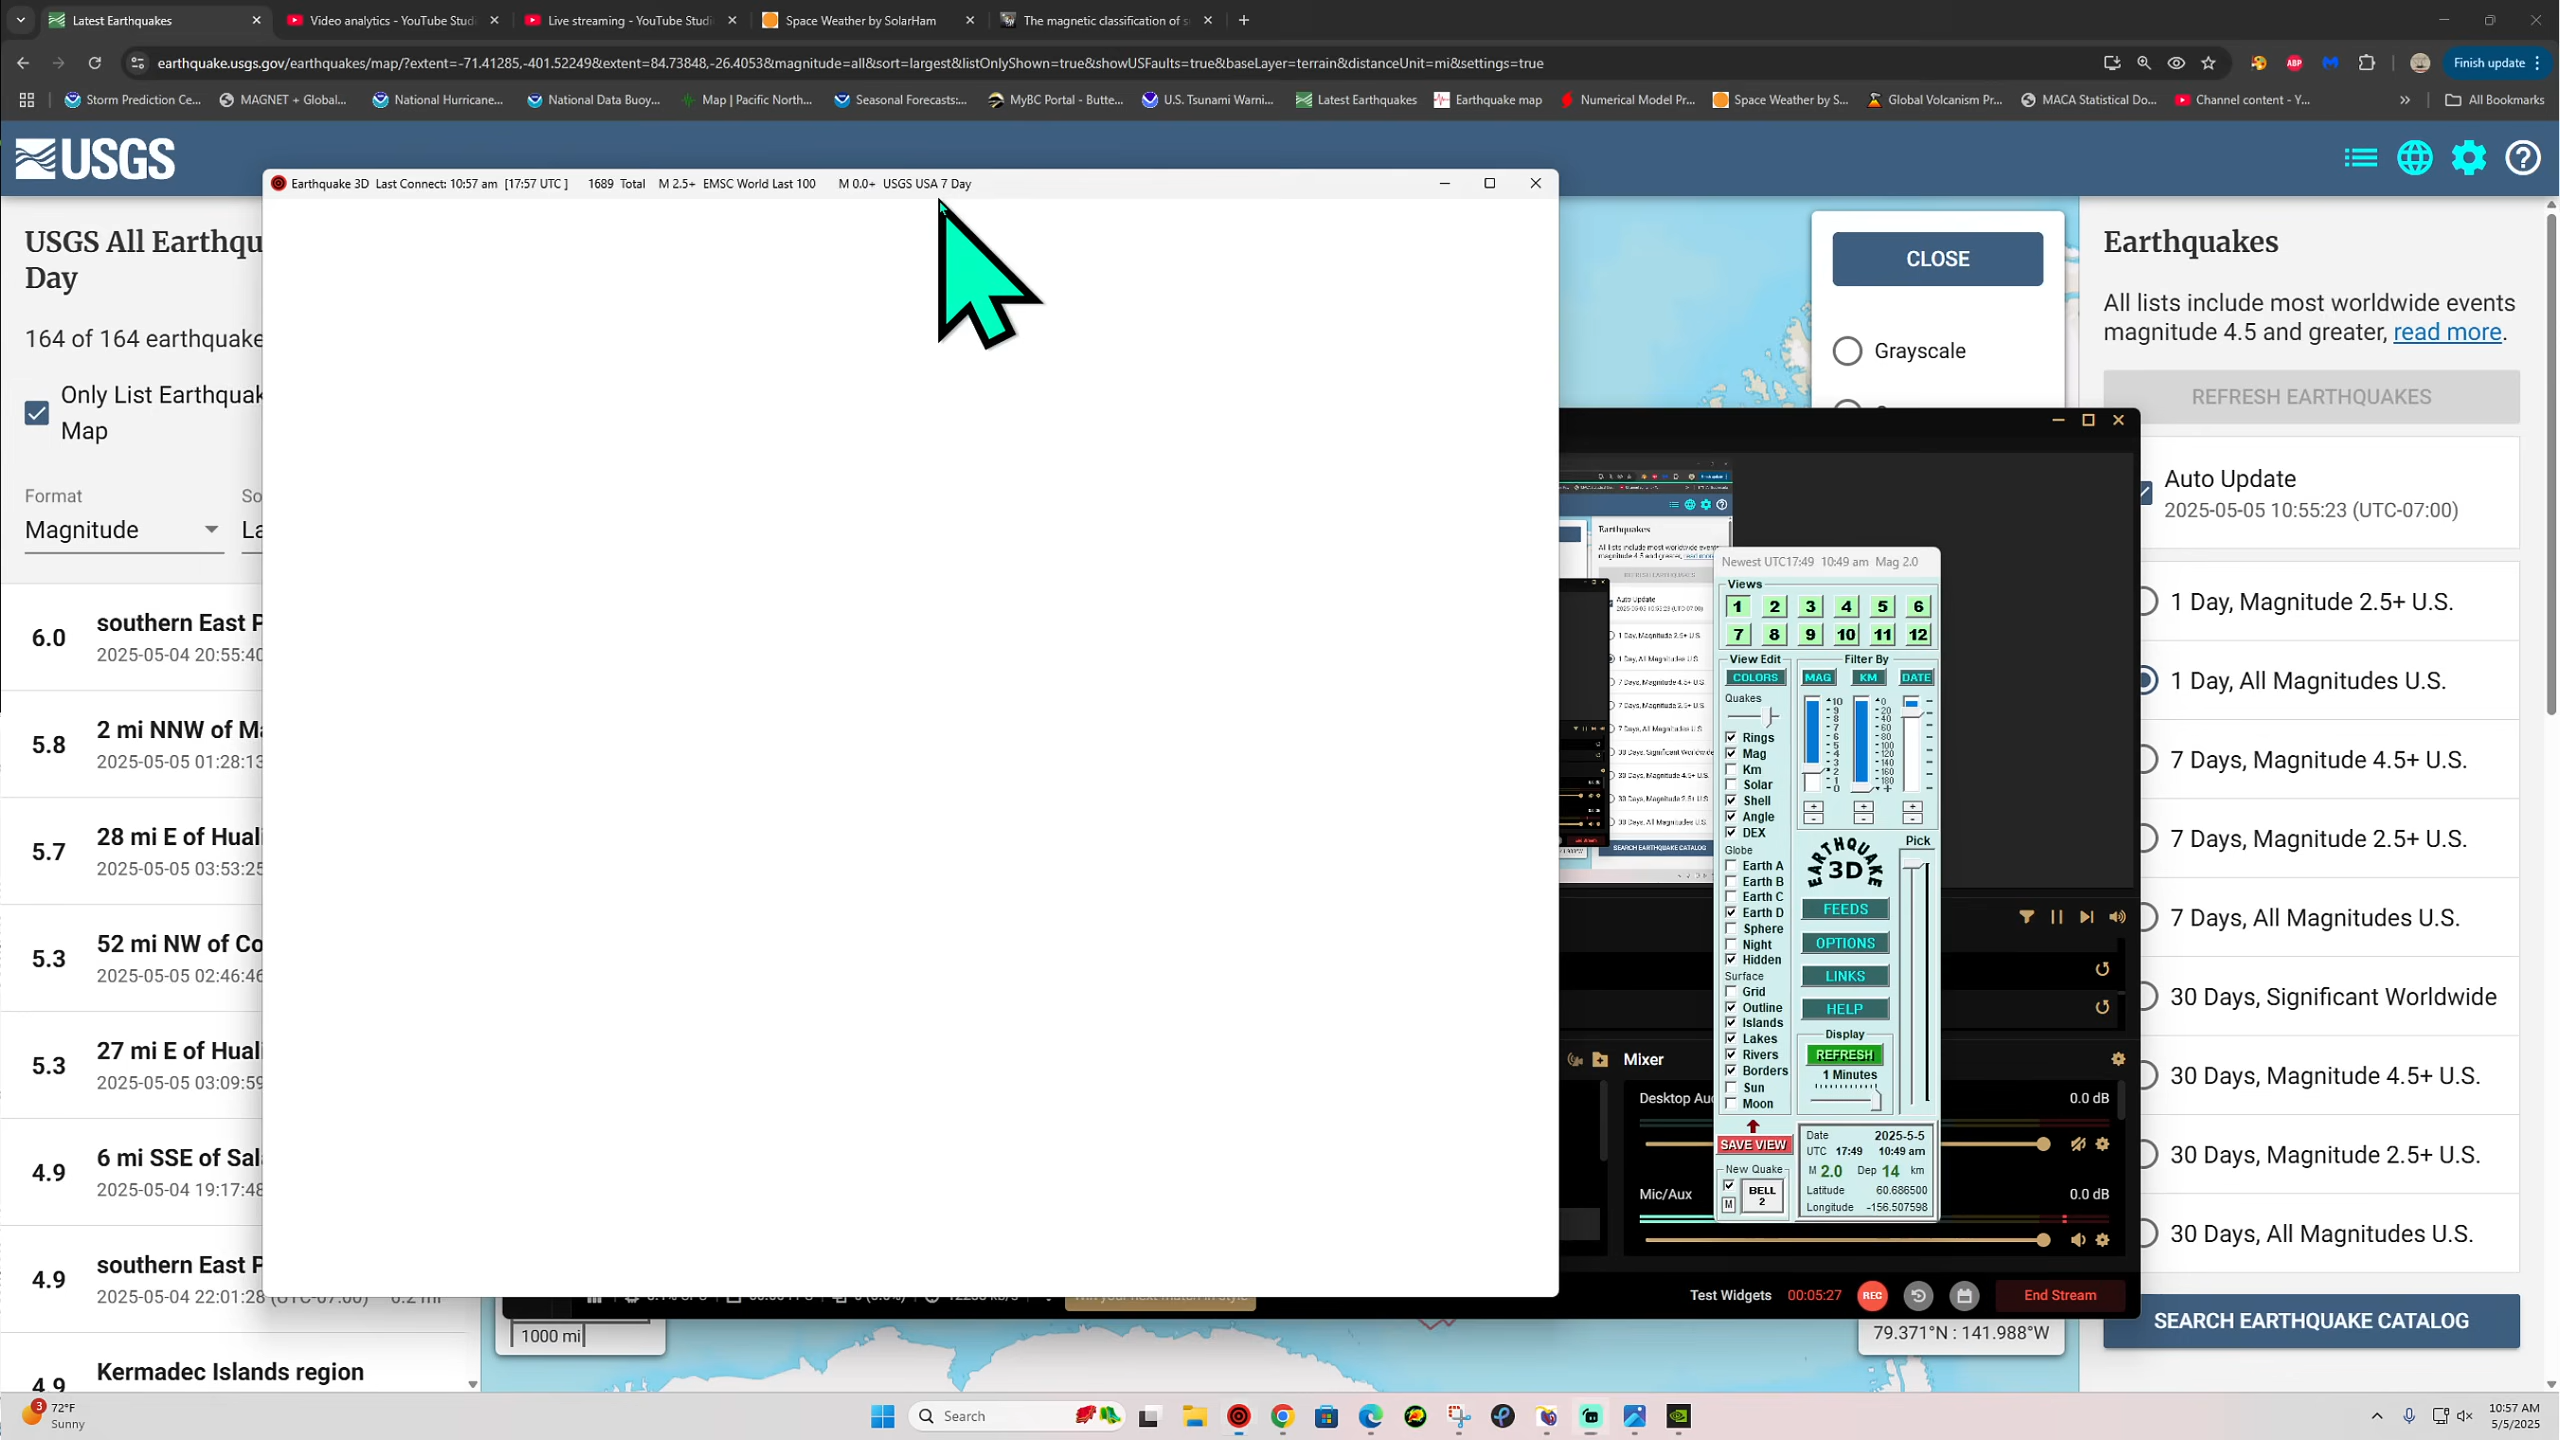 Latest Earthquakes
Video analytics - YouTube Studi
Live streaming - YouTube Studi
Space Weather by SolarHam
The magnetic classification of s
earthquake.usgs.gov/earthquakes/map/?extent=-71.41285,-401.52249&extent=84.73848,-26.4053&magnitude=all&sort=largest&listOnlyShown=true&showUSFaults=true&baseLayer=terrain&distanceUnit=mi&settings=true
ABP
Finish update
Storm Prediction Ce...
MAGNET + Global...
National Hurricane...
National Data Buoy...
Map | Pacific North...
Seasonal Forecasts:...
MyBC Portal - Butte...
U.S. Tsunami Warni...
Latest Earthquakes
Earthquake map
Numerical Model Pr...
Space Weather by S...
Global Volcanism Pr...
MACA Statistical Do...
Channel content - Y...
All Bookmarks
USGS
Earthquake 3D Last Connect: 10:57 am [17:57 UTC ] 1689 Total M 2.5+ EMSC World Last 100 M 0.0+ USGS USA 7 Day
USGS All Earthqu
Day
164 of 164 earthquake
Only List Earthquak
Map
Format
So
Magnitude
La
6.0
southern East P
2025-05-04 20:55:40
5.8
2 mi NNW of Ma
2025-05-05 01:28:13
5.7
28 mi E of Hual
2025-05-05 03:53:25
5.3
52 mi NW of Co
2025-05-05 02:46:46
5.3
27 mi E of Hual
2025-05-05 03:09:59
4.9
6 mi SSE of Sal
2025-05-04 19:17:48
4.9
southern East P
2025-05-04 22:01:28 (UTC-07:00) 6.2 mi
4.9
Kermadec Islands region
CLOSE
Grayscale
Earthquakes
All lists include most worldwide events
magnitude 4.5 and greater, read more.
REFRESH EARTHQUAKES
Auto Update
2025-05-05 10:55:23 (UTC-07:00)
1 Day, Magnitude 2.5+ U.S.
1 Day, All Magnitudes U.S.
7 Days, Magnitude 4.5+ U.S.
7 Days, Magnitude 2.5+ U.S.
7 Days, All Magnitudes U.S.
30 Days, Significant Worldwide
30 Days, Magnitude 4.5+ U.S.
30 Days, Magnitude 2.5+ U.S.
30 Days, All Magnitudes U.S.
SEARCH EARTHQUAKE CATALOG
Earthquakes
Auto Update
SEARCH EARTHQUAKE CATALOG
Newest UTC17:49 10:49 am Mag 2.0
Views
1 2 3 4 5 6
7 8 9 10 11 12
View Edit
COLORS
Quakes
Rings
Mag
Km
Solar
Shell
Angle
DEX
Globe
Earth A
Earth B
Earth C
Earth D
Sphere
Night
Hidden
Surface
Grid
Outline
Islands
Lakes
Rivers
Borders
Sun
Moon
SAVE VIEW
New Quake
M
BELL
2
Filter By
MAG KM DATE
EARTHQUAKE
3D
Pick
FEEDS
OPTIONS
LINKS
HELP
Display
REFRESH
1 Minutes
Date 2025-5-5
UTC 17:49 10:49 am
M 2.0 Dep 14 km
Latitude 60.686500
Longitude -156.507598
Mixer
Desktop Au
0.0 dB
Mic/Aux
0.0 dB
Test Widgets
00:05:27
REC
End Stream
1000 mi
79.371°N : 141.988°W
3
72°F
Sunny
Search
10:57 AM
5/5/2025